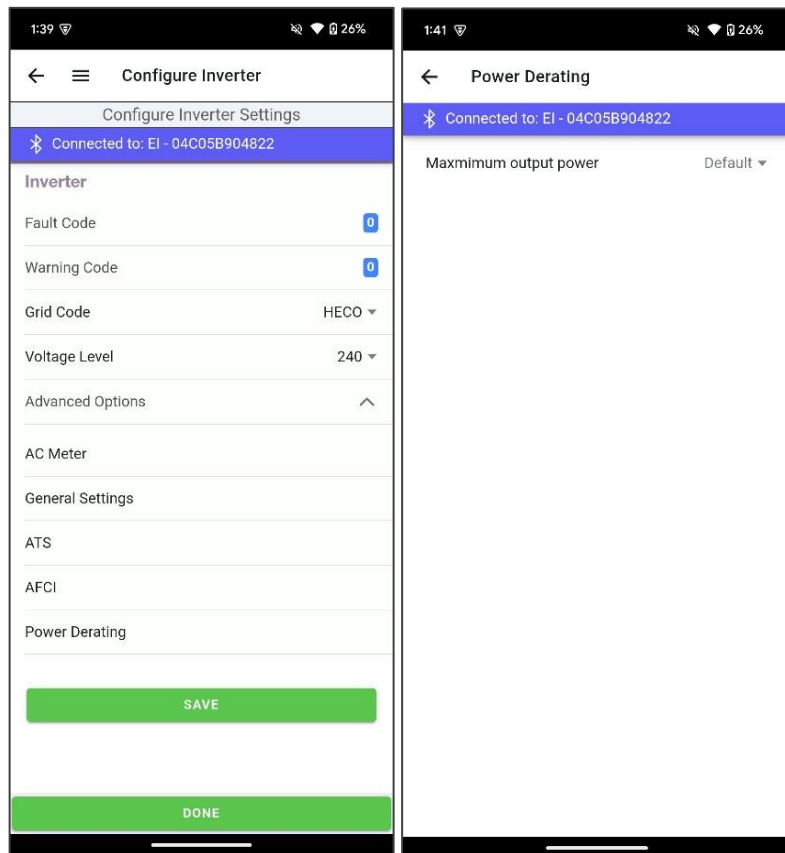 1:39
26%
Configure Inverter
Configure Inverter Settings
Connected to: EI - 04C05B904822
Inverter
Fault Code 0
Warning Code 0
Grid Code HECO
Voltage Level 240
Advanced Options
AC Meter
General Settings
ATS
AFCI
Power Derating
SAVE
DONE
1:41
26%
Power Derating
Connected to: EI - 04C05B904822
Maxmimum output power Default